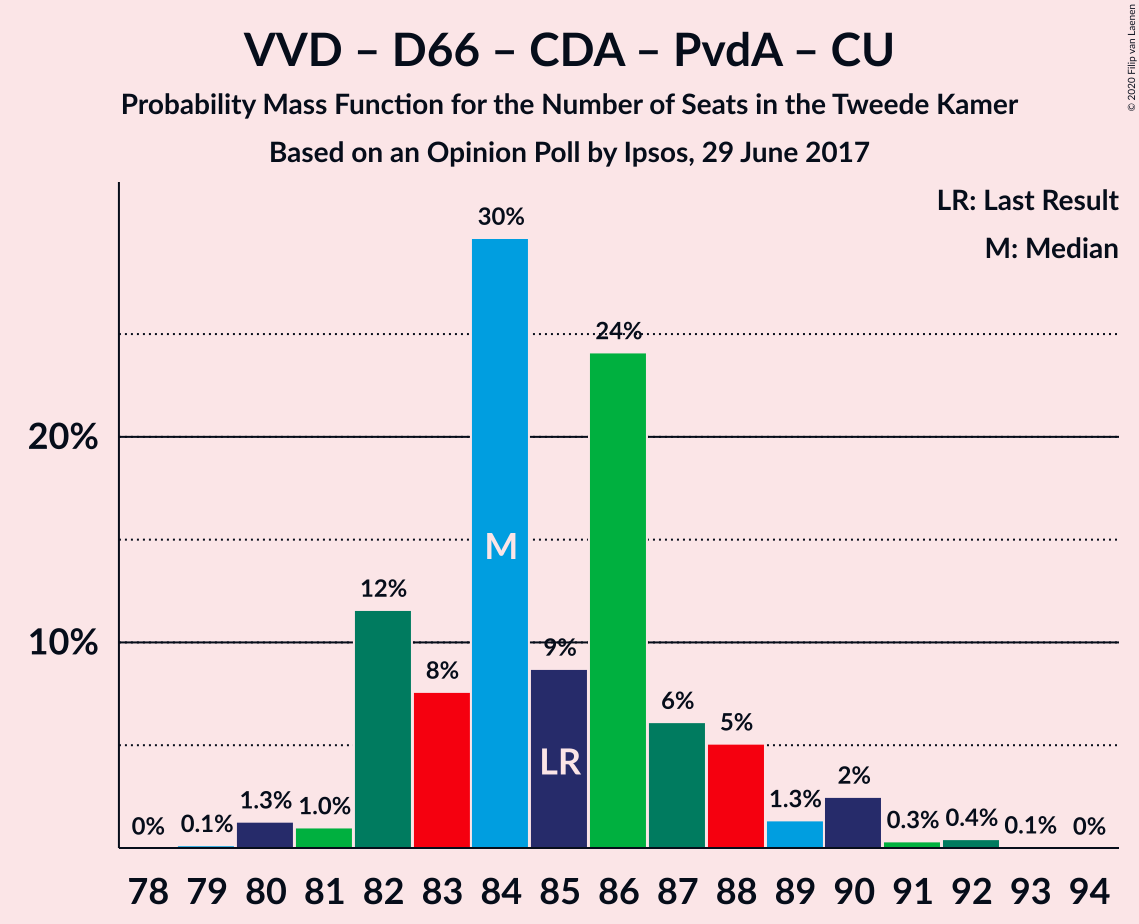 VVD – D66 – CDA – PvdA – CU
Probability Mass Function for the Number of Seats in the Tweede Kamer
Based on an Opinion Poll by Ipsos, 29 June 2017
© 2020 Filip van Laenen
LR: Last Result
M: Median
20%
10%
0% 0.1% 1.3% 1.0% 12% 8% 30% 9% 24% 6% 5% 1.3% 2% 0.3% 0.4% 0.1% 0%
M
LR
78 79 80 81 82 83 84 85 86 87 88 89 90 91 92 93 94